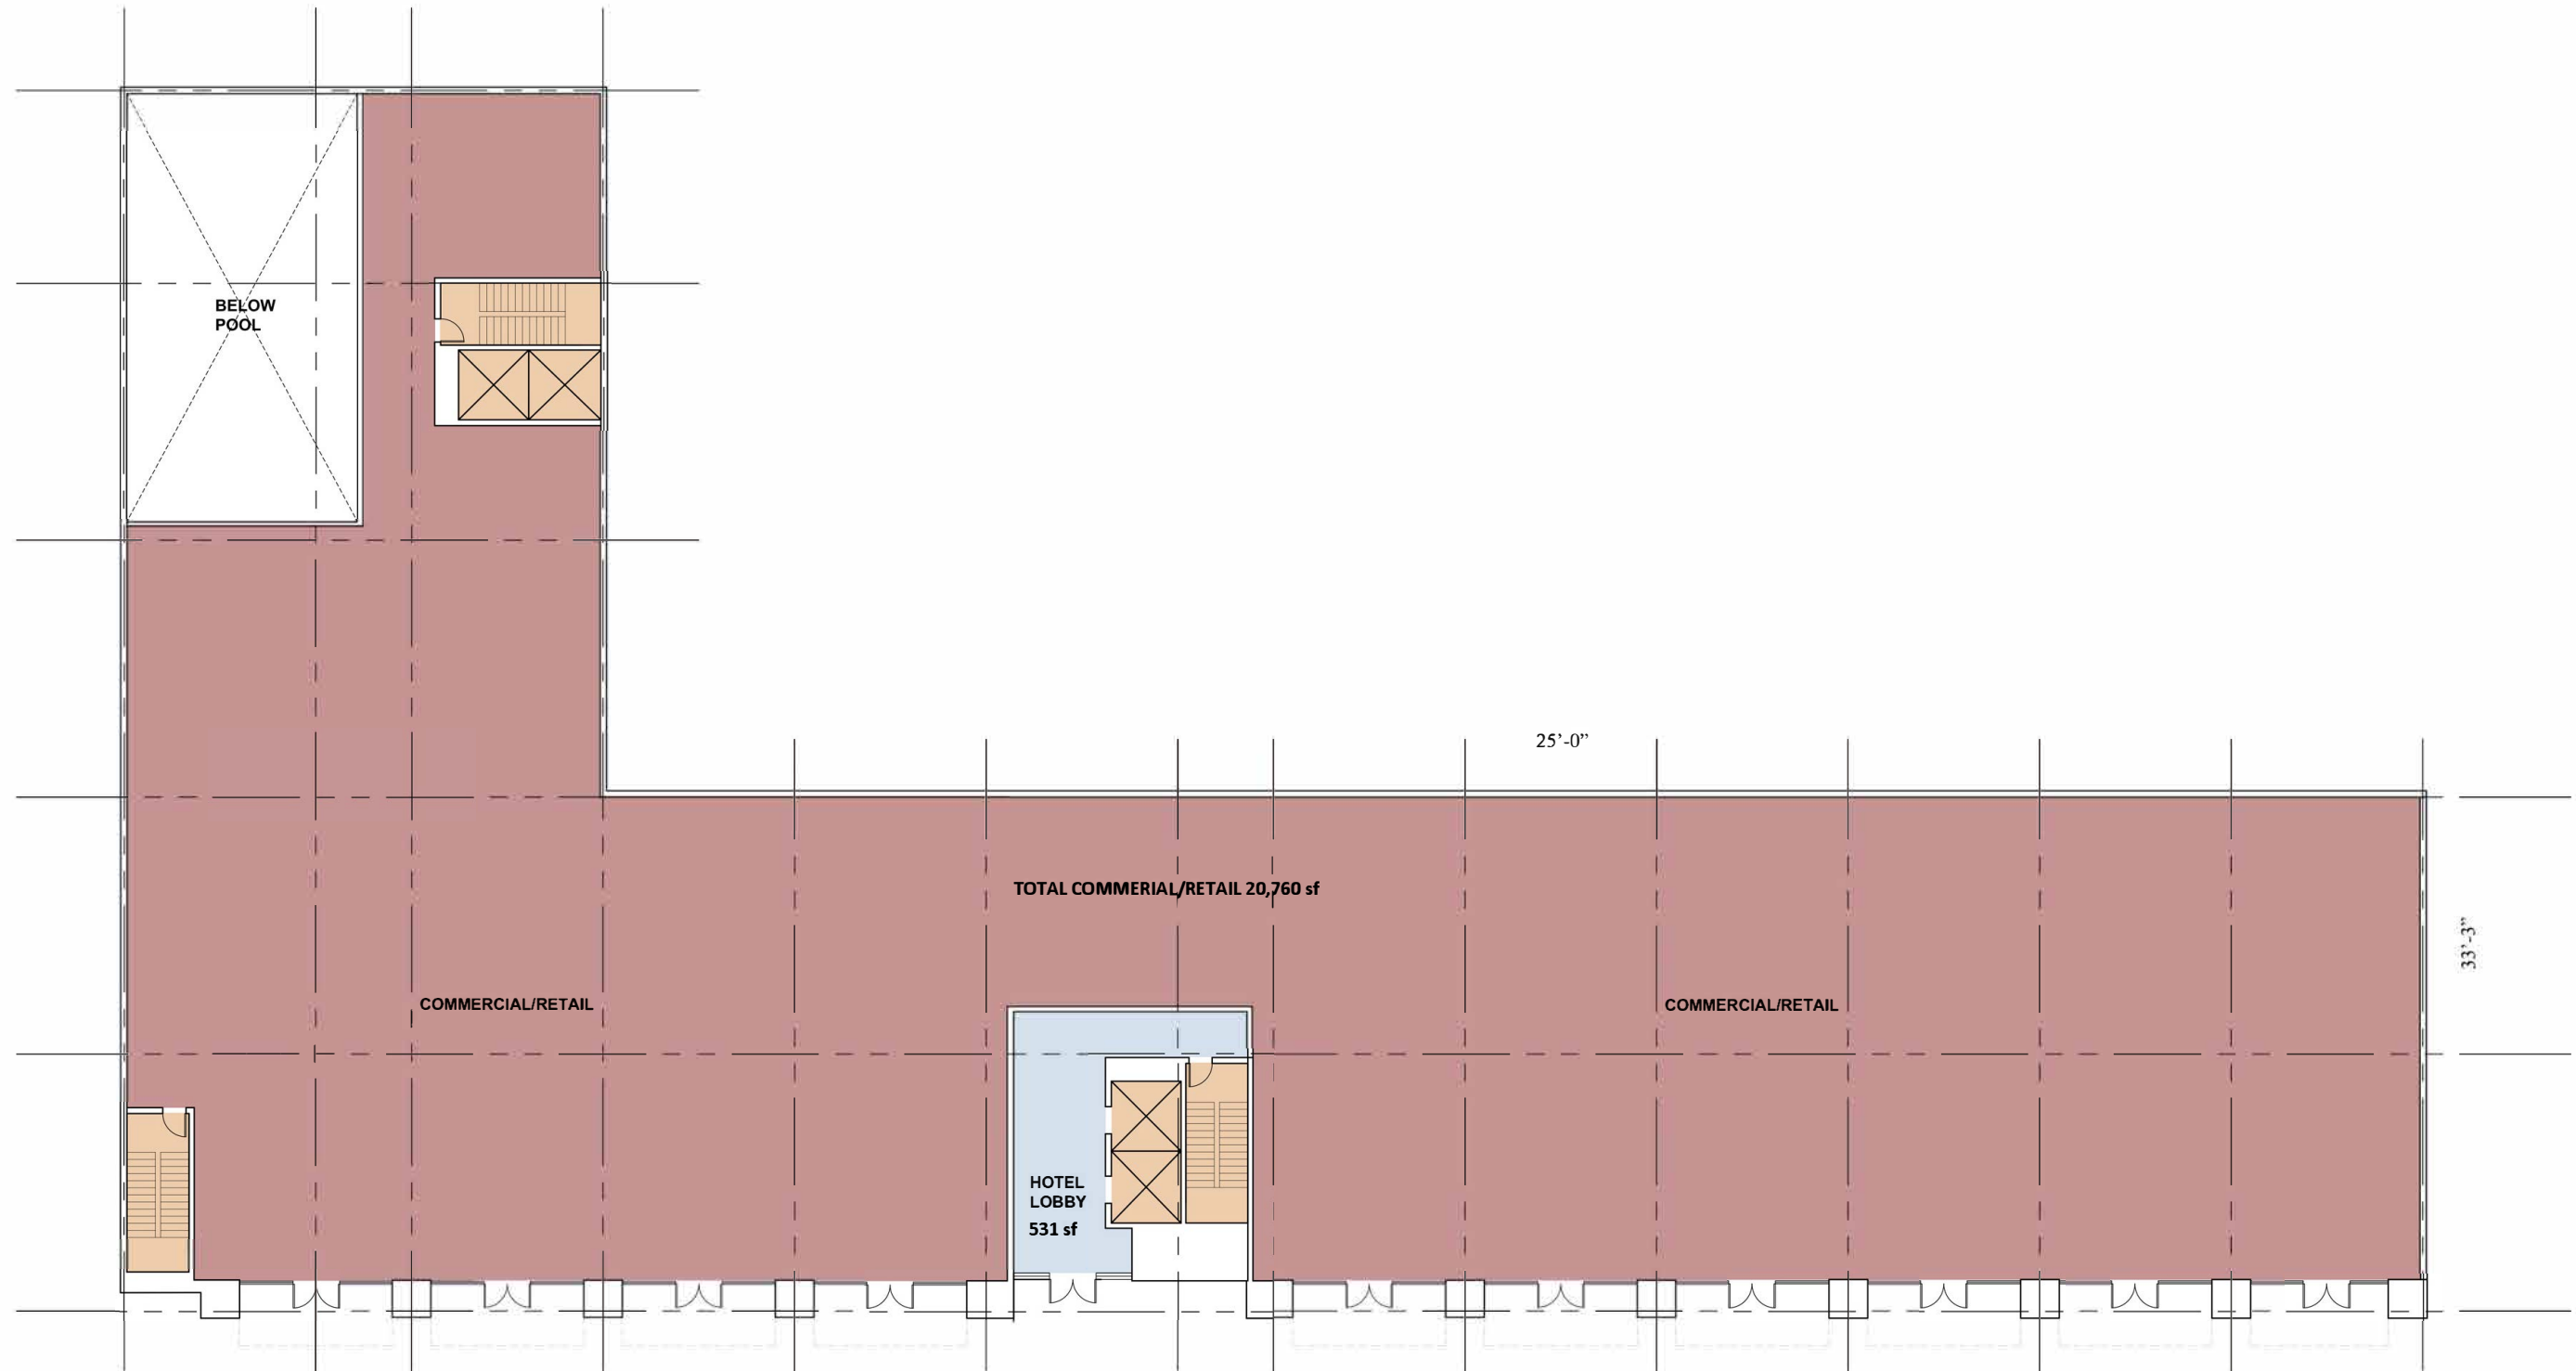 BELOW
POOL
25’-0”
TOTAL COMMERIAL/RETAIL 20,760 sf
33’-3”
COMMERCIAL/RETAIL
COMMERCIAL/RETAIL
HOTEL
LOBBY
531 sf